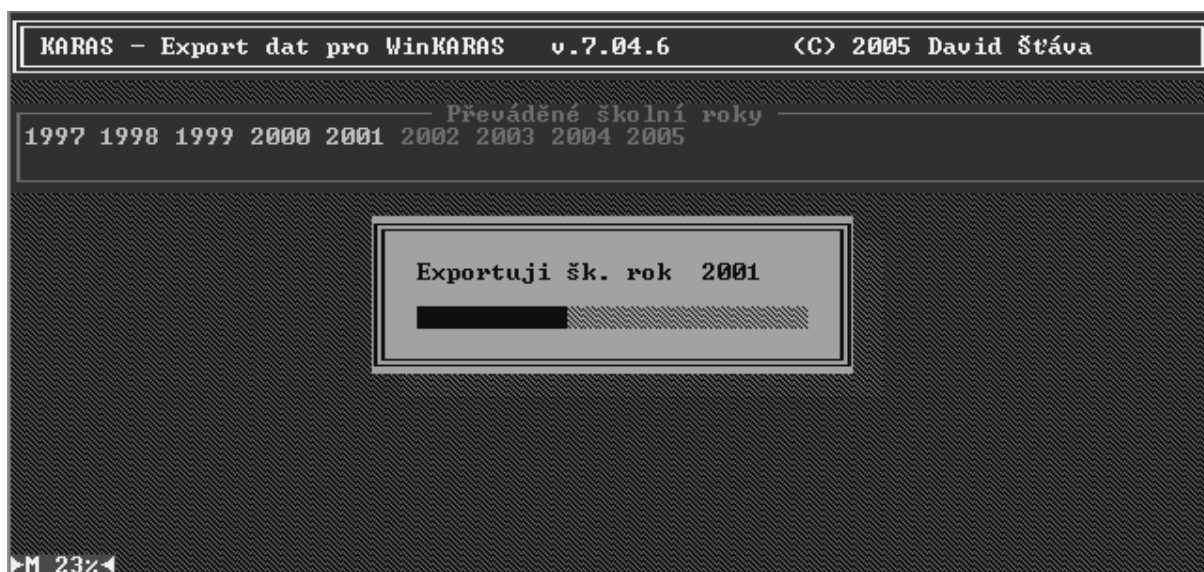 KARAS - Export dat pro WinKARAS v.7.04.6 (C) 2005 David Šťáva
Převáděné školní roky
1997 1998 1999 2000 2001 2002 2003 2004 2005
Exportuji šk. rok 2001
►M 23%◄